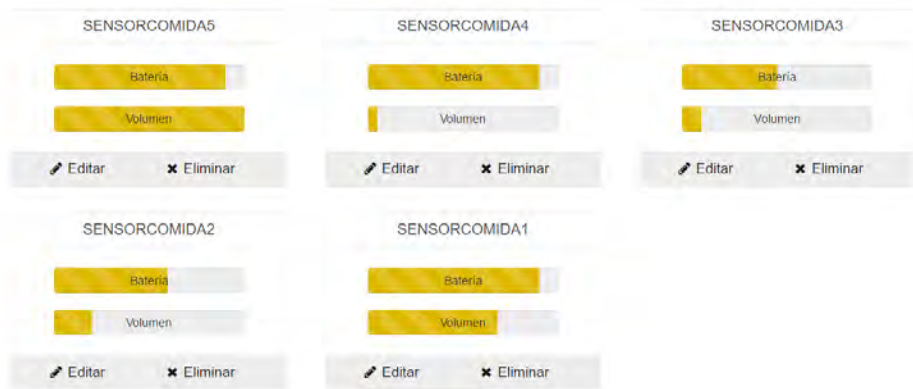 SENSORCOMIDA5 SENSORCOMIDA4 SENSORCOMIDA3
Batería Batería Batería
Volumen Volumen Volumen
Editar Eliminar Editar Eliminar Editar Eliminar
SENSORCOMIDA2 SENSORCOMIDA1
Batería Batería
Volumen Volumen
Editar Eliminar Editar Eliminar